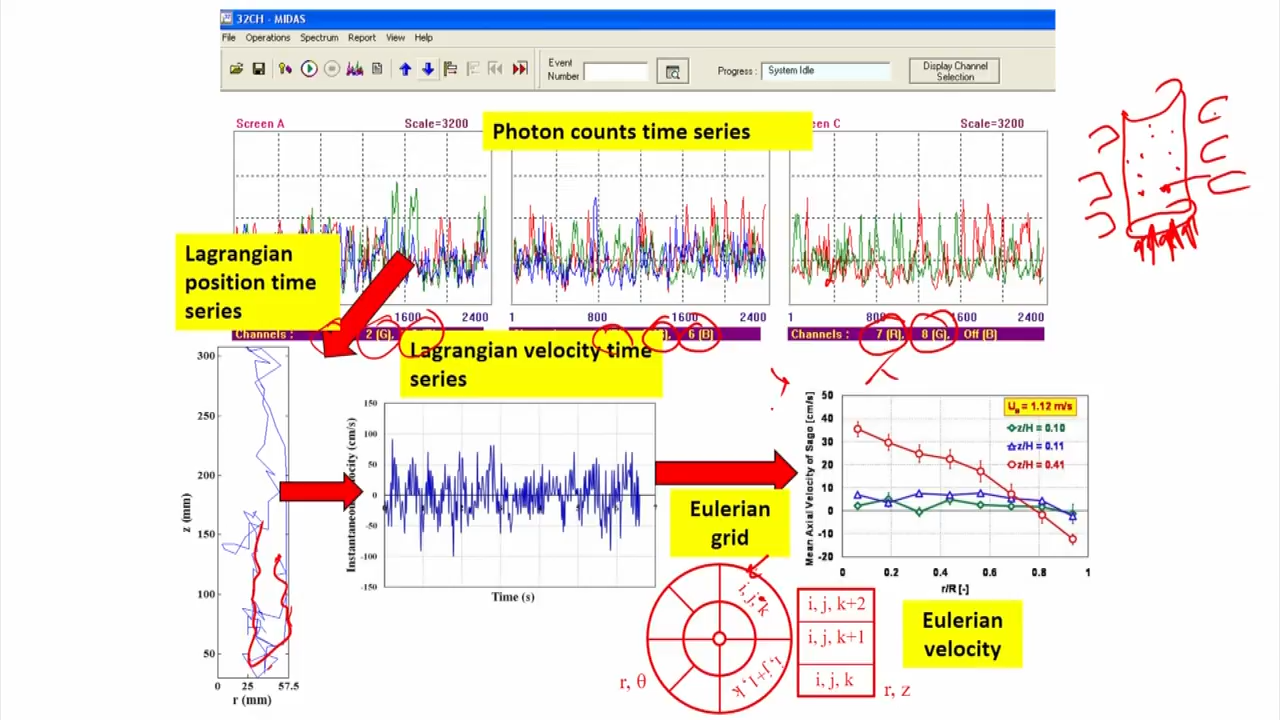 32CH - MIDAS
File Operations Spectrum Report View Help
Event Number
Progress : System Idle
Display Channel Selection
Screen A Scale=3200
Photon counts time series
een C Scale=3200
Lagrangian
position time
series
1600 2400
1 800 1600 2400
1 800 1600 2400
Channels : 2 (G),
6 (B)
Channels : 7 (R), 8 (G), Off (B)
Lagrangian velocity time
series
300
250
200
150
100
50
z (mm)
0 25 57.5
r (mm)
150
100
50
0
-50
-100
-150
Time (s)
Eulerian
grid
50
40
30
20
10
0
-10
-20
Mean Axial Velocity of Sago [cm/s]
Ug = 1.12 m/s
z/H = 0.10
z/H = 0.11
z/H = 0.41
0 0.2 0.4 0.6 0.8 1
r/R [-]
i, j, k
i, j+1, k
r, θ
i, j, k+2
i, j, k+1
i, j, k
r, z
Eulerian
velocity